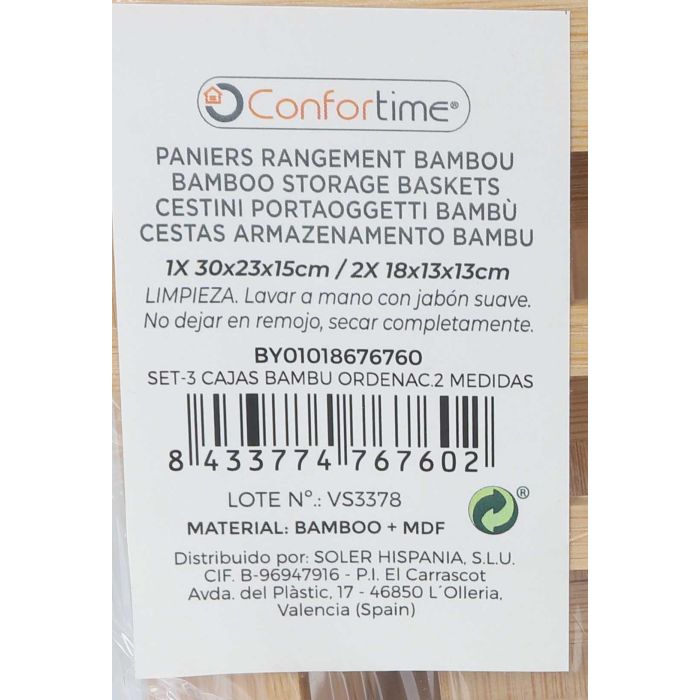 Confortime®
PANIERS RANGEMENT BAMBOU
BAMBOO STORAGE BASKETS
CESTINI PORTAOGGETTI BAMBÙ
CESTAS ARMAZENAMENTO BAMBU
1X 30x23x15cm / 2X 18x13x13cm
LIMPIEZA. Lavar a mano con jabón suave.
No dejar en remojo, secar completamente.
BY01018676760
SET-3 CAJAS BAMBU ORDENAC.2 MEDIDAS
8 433774 767602
LOTE Nº.: VS3378
®
MATERIAL: BAMBOO + MDF
Distribuido por: SOLER HISPANIA, S.L.U.
CIF. B-96947916 - P.I. El Carrascot
Avda. del Plàstic, 17 - 46850 L´Olleria,
Valencia (Spain)